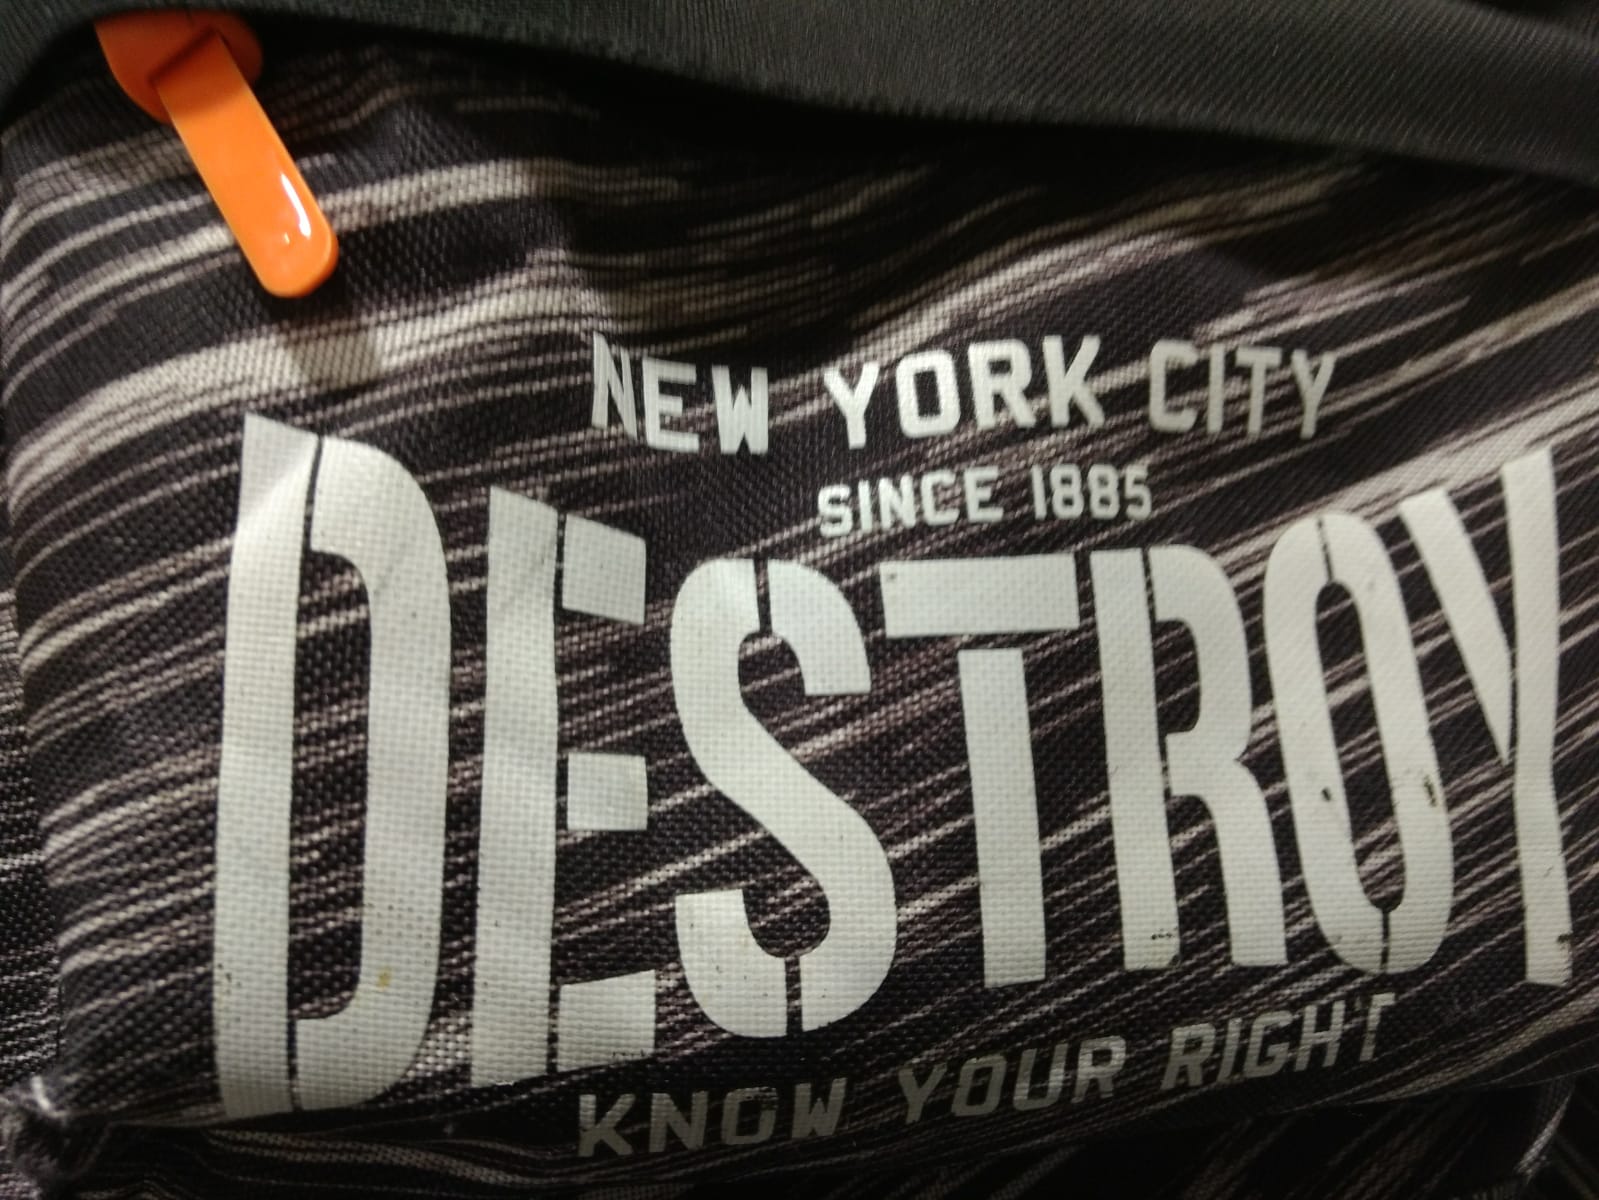 NEW YORK CITY
SINCE 1885
DESTROY
KNOW YOUR RIGHT